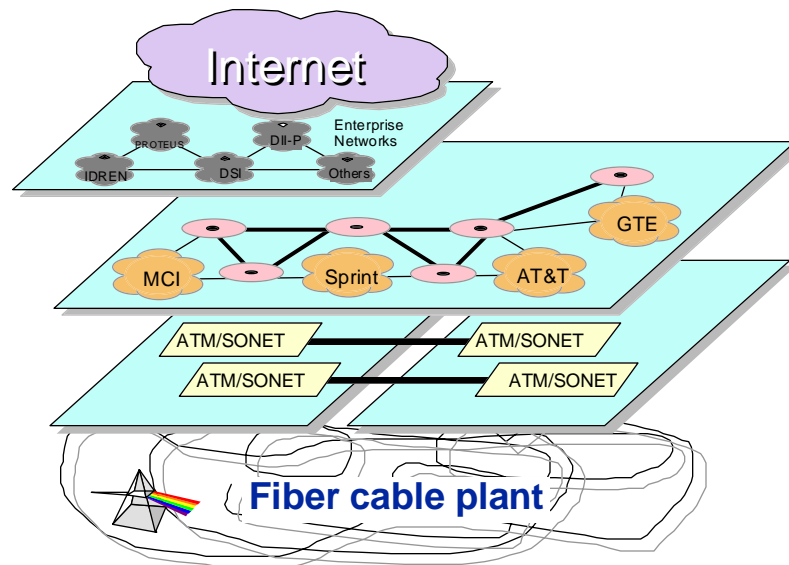 Internet
Enterprise
Networks
PROTEUS
DII-P
IDREN
DSI
Others
GTE
MCI
Sprint
AT&T
ATM/SONET
ATM/SONET
ATM/SONET
ATM/SONET
Fiber cable plant